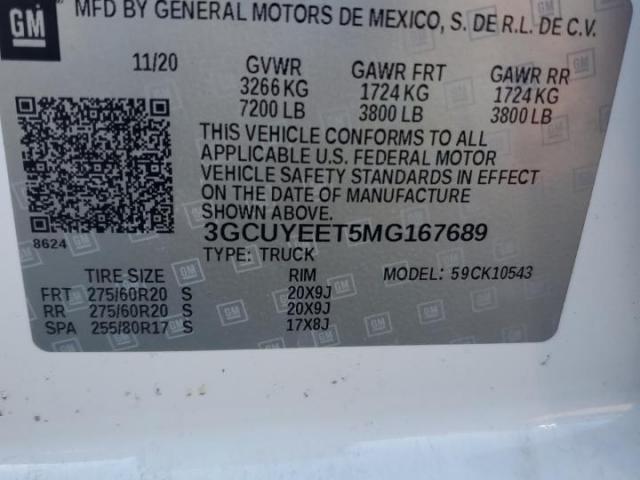 GM MFD BY GENERAL MOTORS DE MEXICO, S. DE R.L. DE C.V.
11/20 GVWR GAWR FRT GAWR RR
3266 KG 1724 KG 1724 KG
7200 LB 3800 LB 3800 LB
THIS VEHICLE CONFORMS TO ALL
APPLICABLE U.S. FEDERAL MOTOR
VEHICLE SAFETY STANDARDS IN EFFECT
ON THE DATE OF MANUFACTURE
SHOWN ABOVE.
8624 3GCUYEET5MG167689
TYPE: TRUCK MODEL: 59CK10543
TIRE SIZE RIM
FRT 275/60R20 S 20X9J
RR 275/60R20 S 20X9J
SPA 255/80R17 S 17X8J